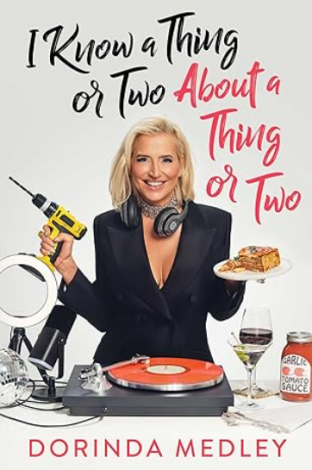 I Know a Thing
or Two About a
Thing
or Two
GARLIC
TOMATO
SAUCE
DORINDA MEDLEY